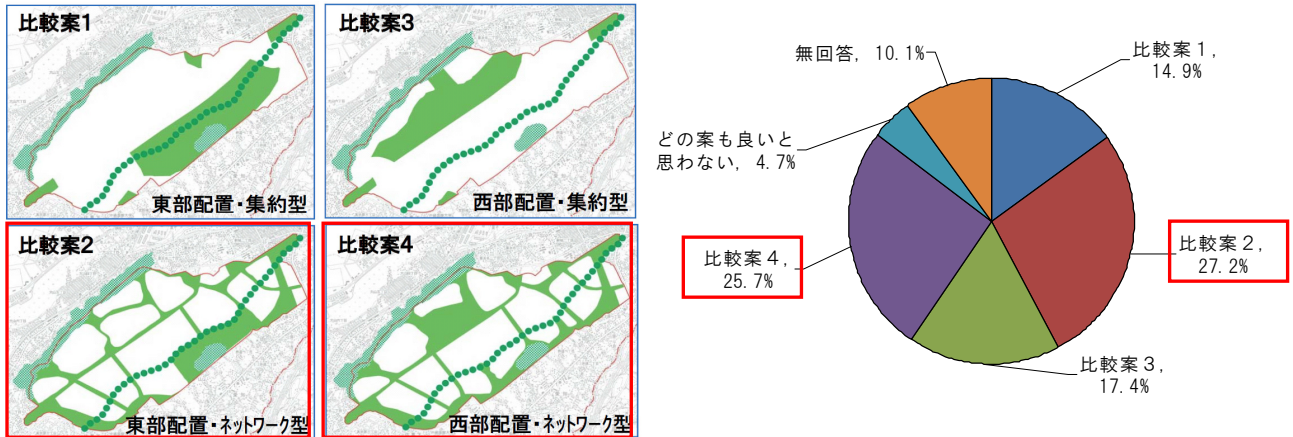 比較案1
東部配置・集約型
比較案3
西部配置・集約型
比較案2
東部配置・ネットワーク型
比較案4
西部配置・ネットワーク型
無回答, 10.1%
比較案１,
14.9%
どの案も良いと
思わない, 4.7%
比較案４,
25.7%
比較案２,
27.2%
比較案３,
17.4%